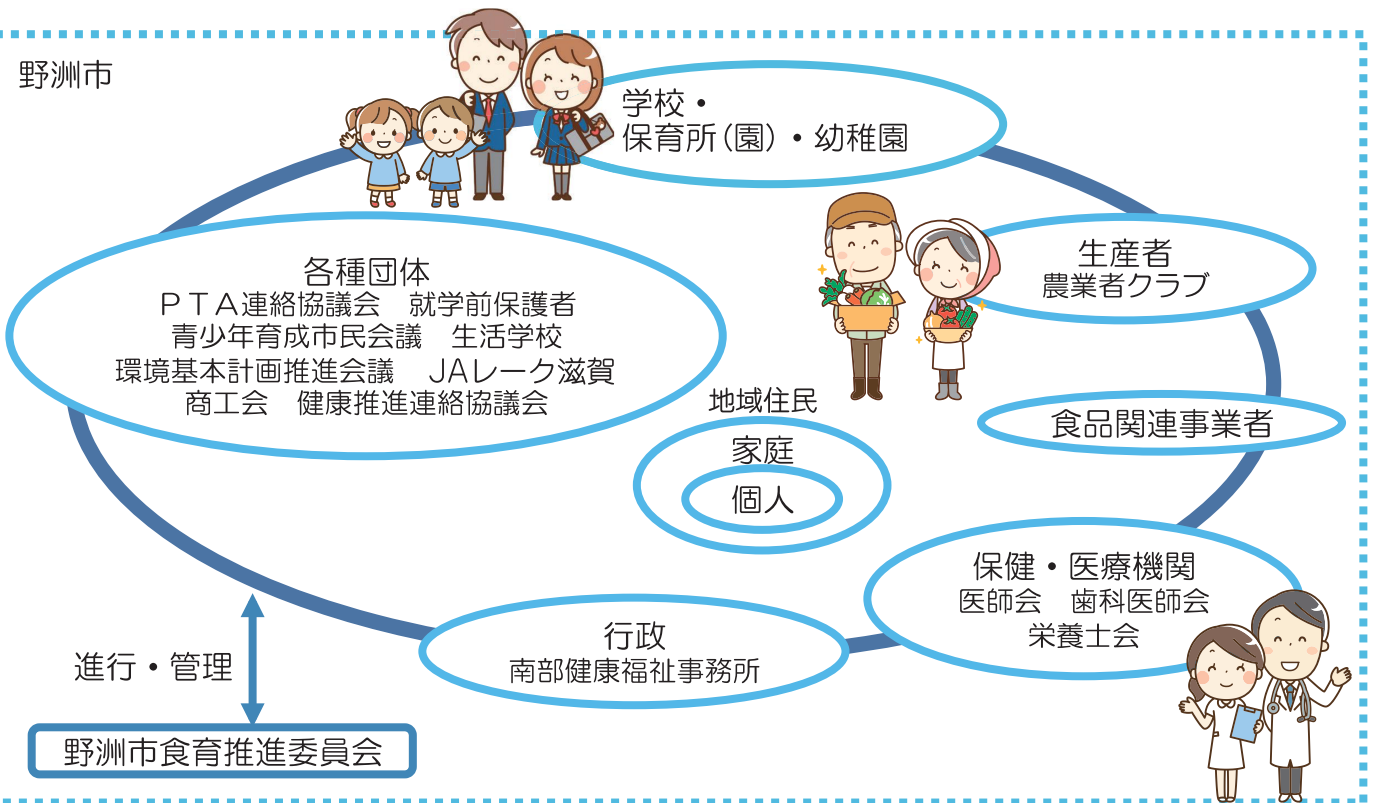 野洲市
学校・
保育所（園）・幼稚園
生産者
農業者クラブ
各種団体
ＰＴＡ連絡協議会　就学前保護者
青少年育成市民会議　生活学校
環境基本計画推進会議　JAレーク滋賀
商工会　健康推進連絡協議会
地域住民
家庭
個人
食品関連事業者
保健・医療機関
医師会　歯科医師会
栄養士会
行政
南部健康福祉事務所
進行・管理
野洲市食育推進委員会